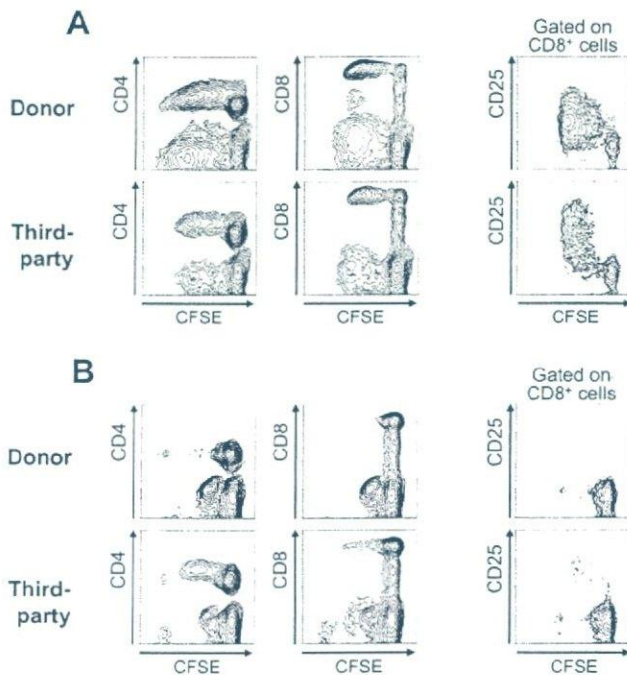 A
Gated on
CD8+ cells
Donor
CD4
CD8
CD25
Third-
party
CD4
CD8
CD25
CFSE
CFSE
CFSE
B
Gated on
CD8+ cells
Donor
CD4
CD8
CD25
Third-
party
CD4
CD8
CD25
CFSE
CFSE
CFSE